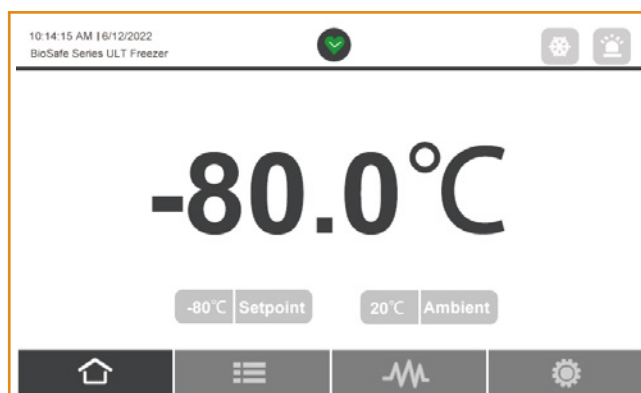 10:14:15 AM | 6/12/2022
BioSafe Series ULT Freezer
-80.0℃
-80℃ Setpoint 20℃ Ambient